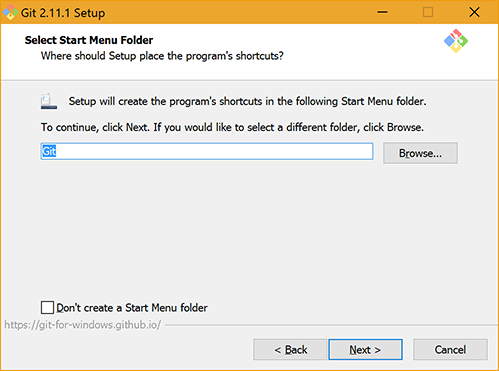 Git 2.11.1 Setup
Select Start Menu Folder
Where should Setup place the program's shortcuts?
Setup will create the program's shortcuts in the following Start Menu folder.
To continue, click Next. If you would like to select a different folder, click Browse.
Git
Browse...
Don't create a Start Menu folder
https://git-for-windows.github.io/
< Back
Next >
Cancel